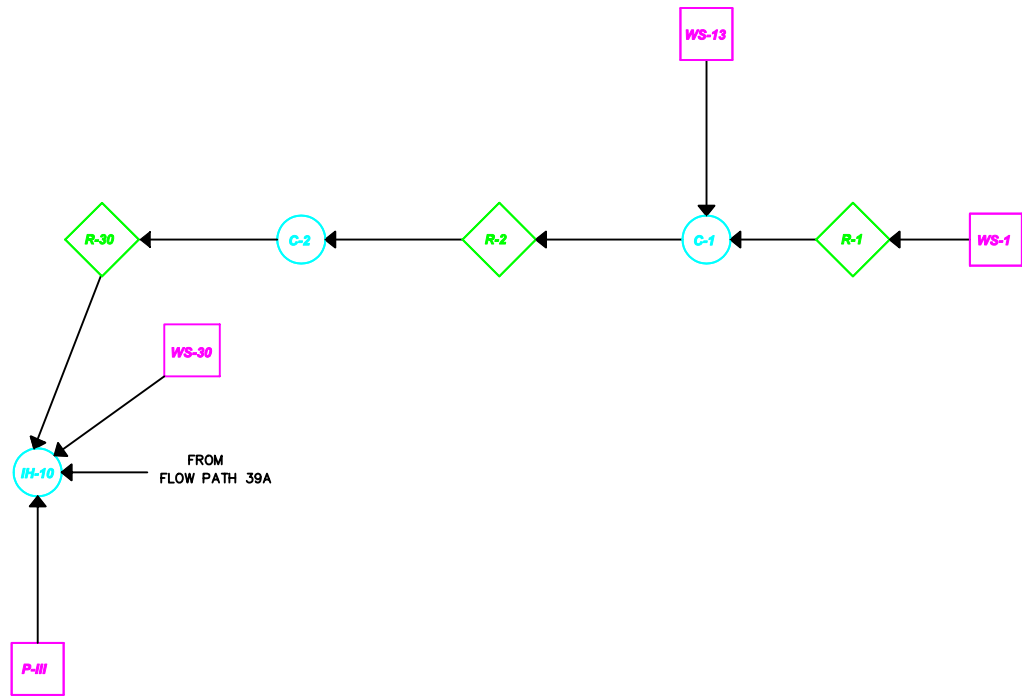 WS-13
R-30
C-2
R-2
C-1
R-1
WS-1
WS-30
IH-10
FROM
FLOW PATH 39A
P-III